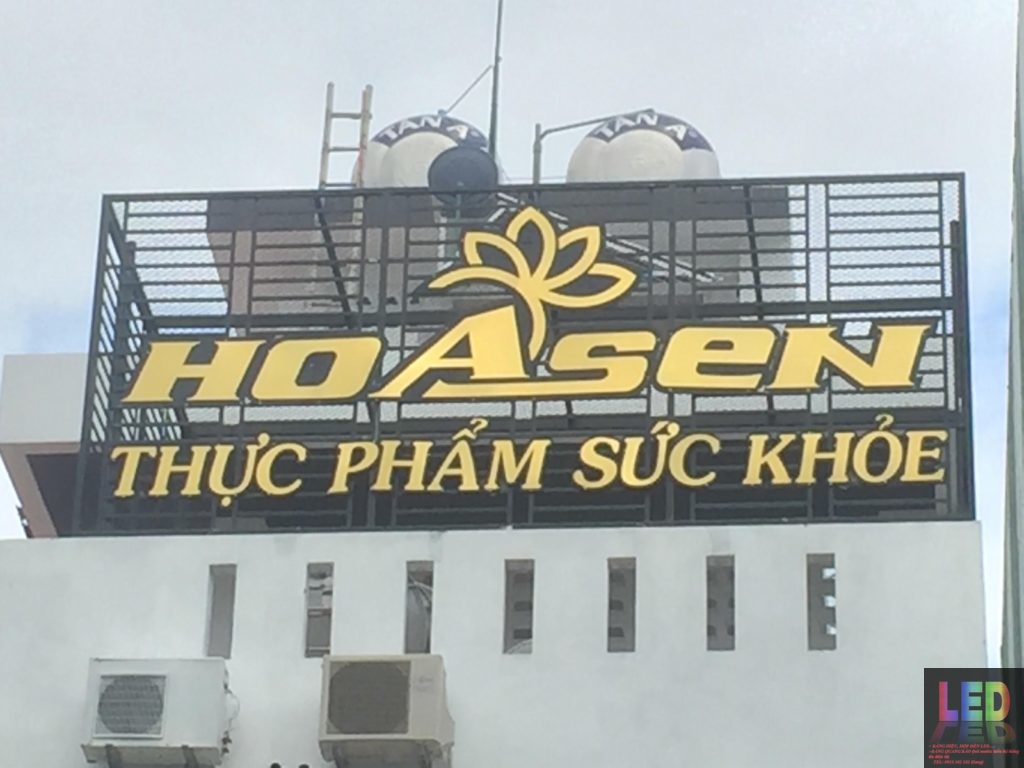 TAN A
TAN A
HOASEN
THỰC PHẨM SỨC KHỎE
LED